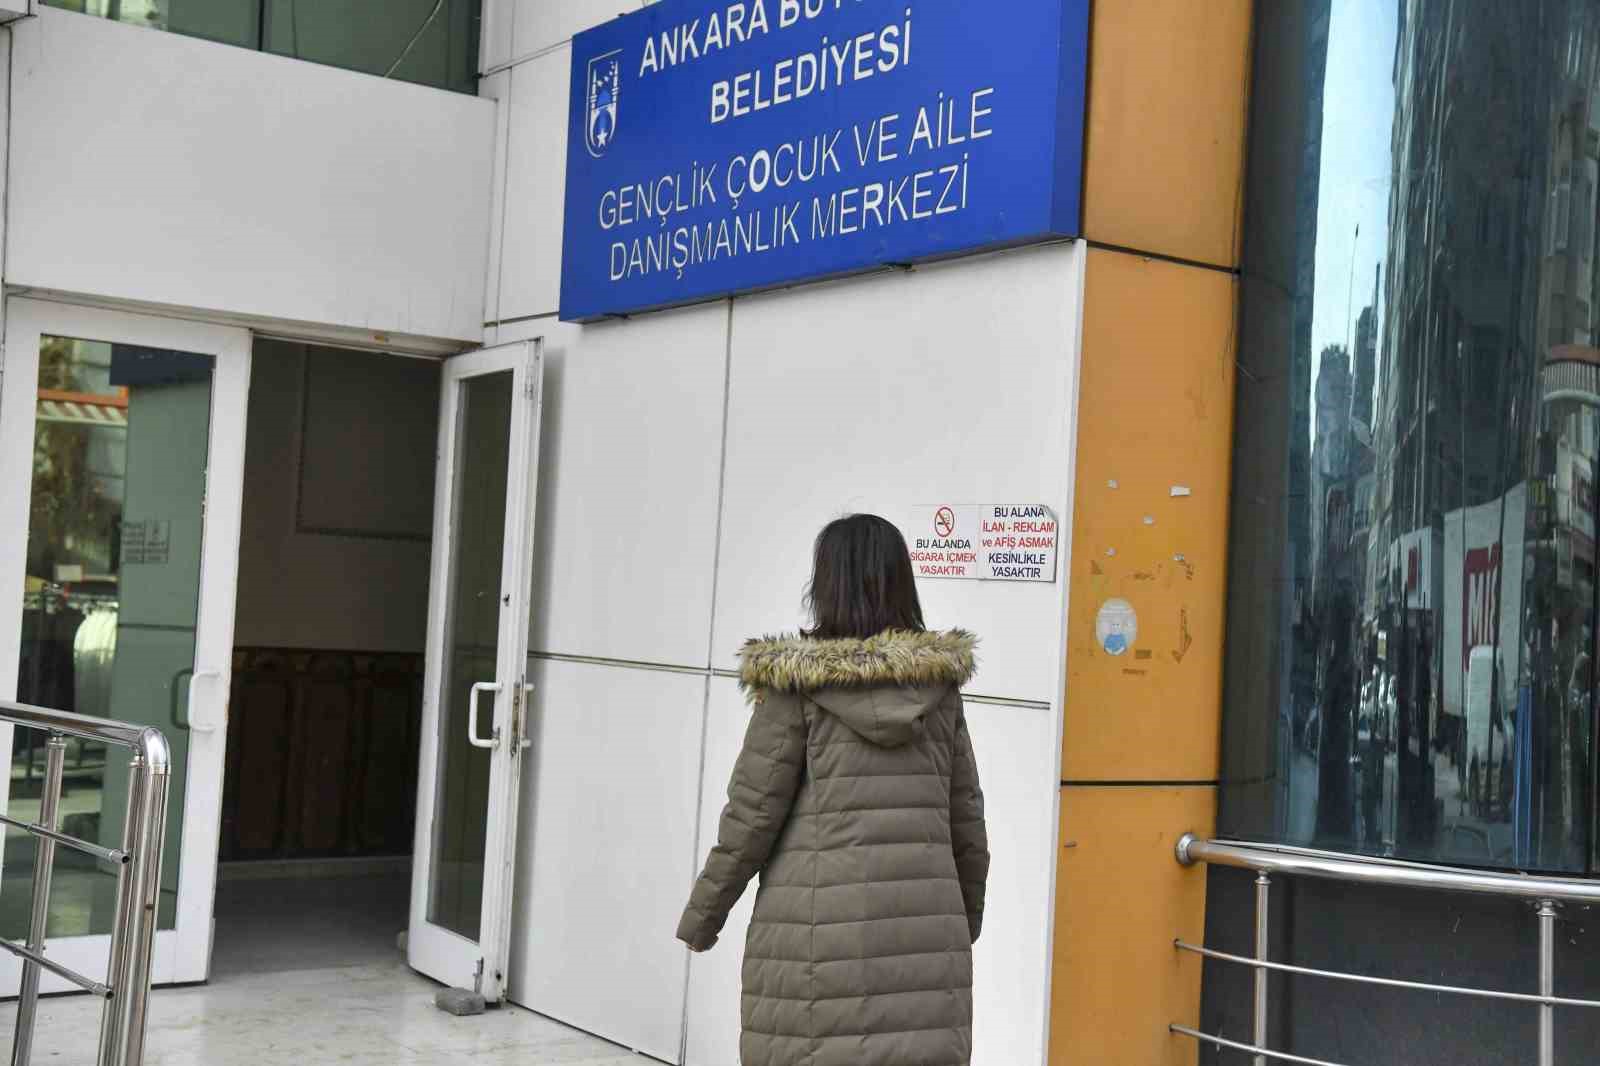 ANKARA
BELEDİYESİ
GENÇLİK ÇOCUK VE AİLE
DANIŞMANLIK MERKEZİ
BU ALANDA
SİGARA İÇMEK
YASAKTIR
BU ALANA
İLAN - REKLAM
ve AFİŞ ASMAK
KESİNLİKLE
YASAKTIR